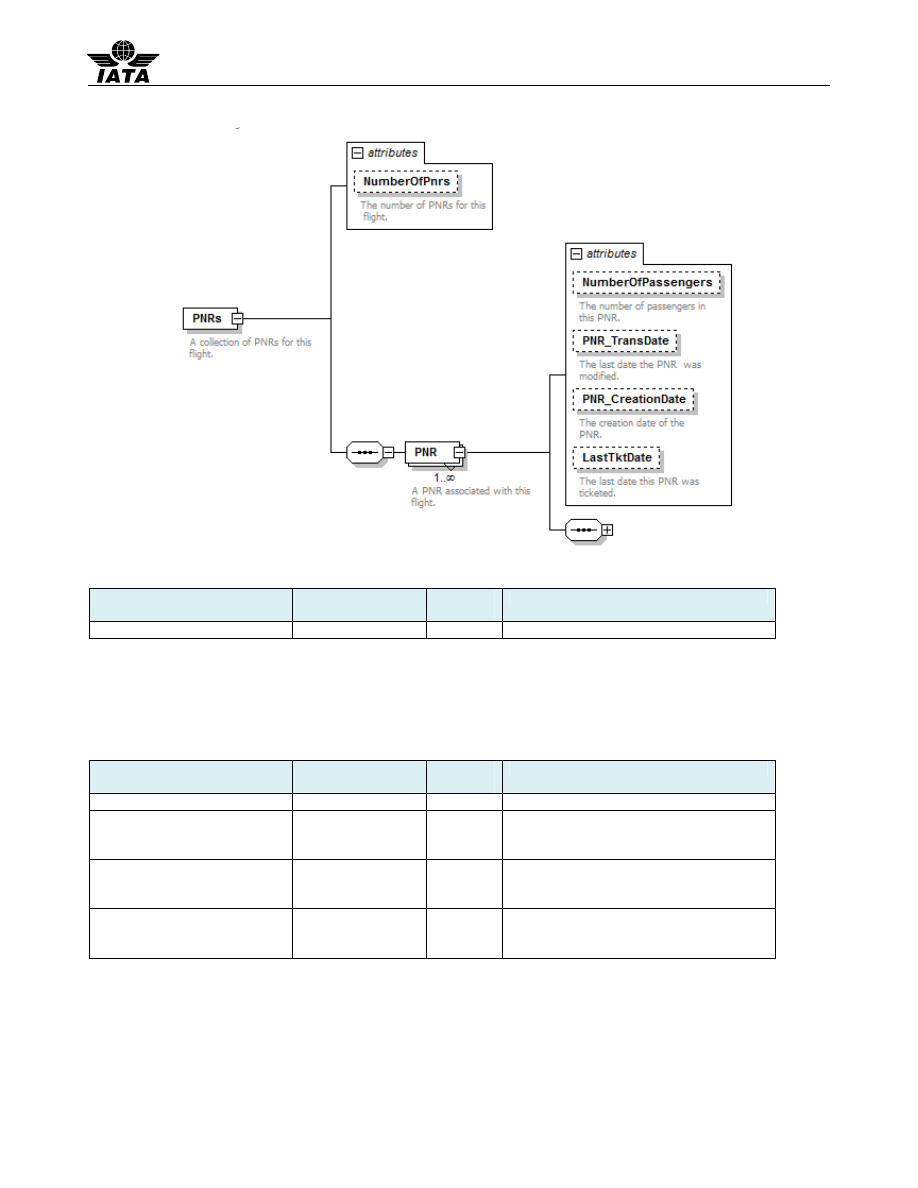 IATA
attributes
NumberOfPnrs
The number of PNRs for this
flight.
attributes
NumberOfPassengers
The number of passengers in
this PNR.
PNRs
A collection of PNRs for this
flight.
PNR_TransDate
The last date the PNR was
modified.
PNR_CreationDate
The creation date of the
PNR.
PNR
1..∞
A PNR associated with this
flight.
LastTktDate
The last date this PNR was
ticketed.